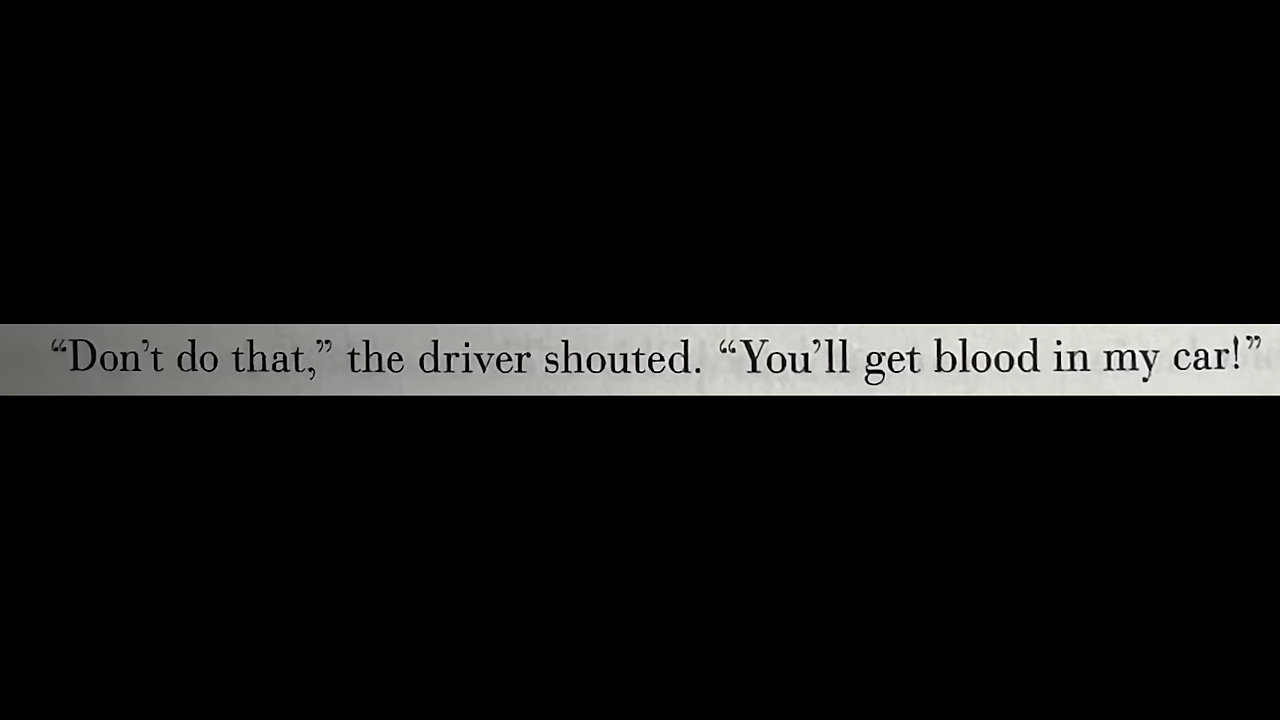 “Don’t do that,” the driver shouted. “You’ll get blood in my car!”